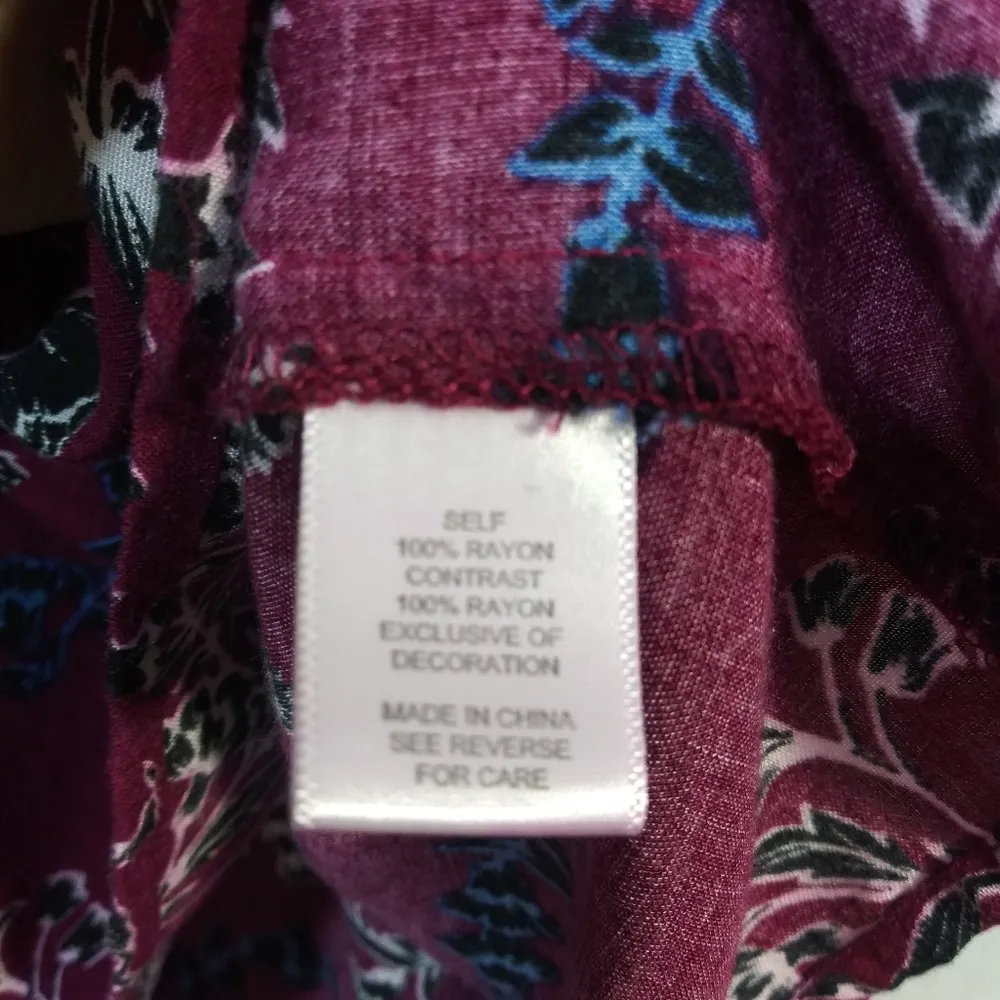 SELF
100% RAYON
CONTRAST
100% RAYON
EXCLUSIVE OF
DECORATION
MADE IN CHINA
SEE REVERSE
FOR CARE